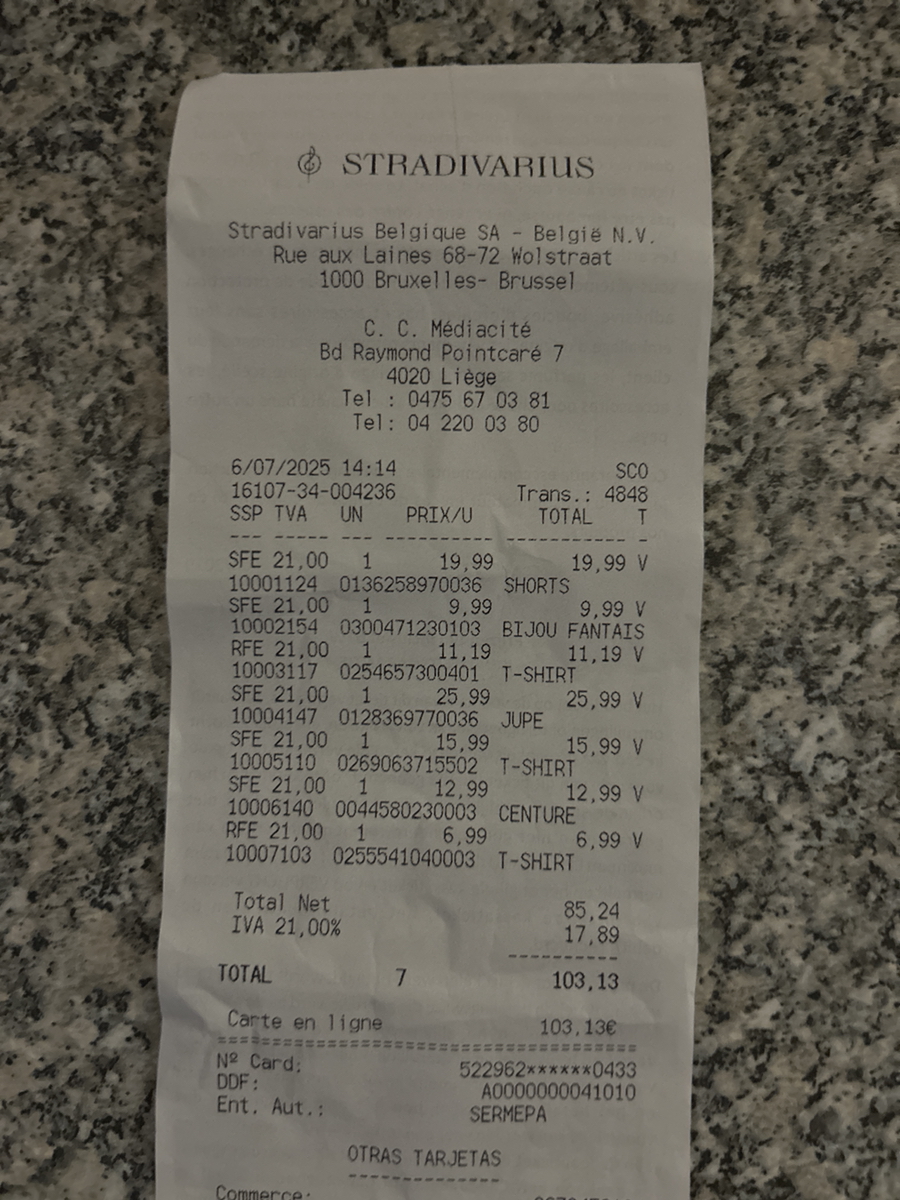 STRADIVARIUS
Stradivarius Belgique SA - België N.V.
Rue aux Laines 68-72 Wolstraat
1000 Bruxelles- Brussel
C. C. Médiacité
Bd Raymond Pointcaré 7
4020 Liège
Tel : 0475 67 03 81
Tel: 04 220 03 80
6/07/2025 14:14 SCO
16107-34-004236 Trans.: 4848
SSP TVA UN PRIX/U TOTAL T
--- ----- --- ---------- ----------- -
SFE 21,00 1 19,99 19,99 V
10001124 0136258970036 SHORTS
SFE 21,00 1 9,99 9,99 V
10002154 0300471230103 BIJOU FANTAIS
RFE 21,00 1 11,19 11,19 V
10003117 0254657300401 T-SHIRT
SFE 21,00 1 25,99 25,99 V
10004147 0128369770036 JUPE
SFE 21,00 1 15,99 15,99 V
10005110 0269063715502 T-SHIRT
SFE 21,00 1 12,99 12,99 V
10006140 0044580230003 CENTURE
RFE 21,00 1 6,99 6,99 V
10007103 0255541040003 T-SHIRT
Total Net 85,24
IVA 21,00% 17,89
-----------
TOTAL 7 103,13
Carte en ligne 103,13€
========================================
Nº Card: 522962******0433
DDF: A0000000041010
Ent. Aut.: SERMEPA
OTRAS TARJETAS
--------------
Commerce: